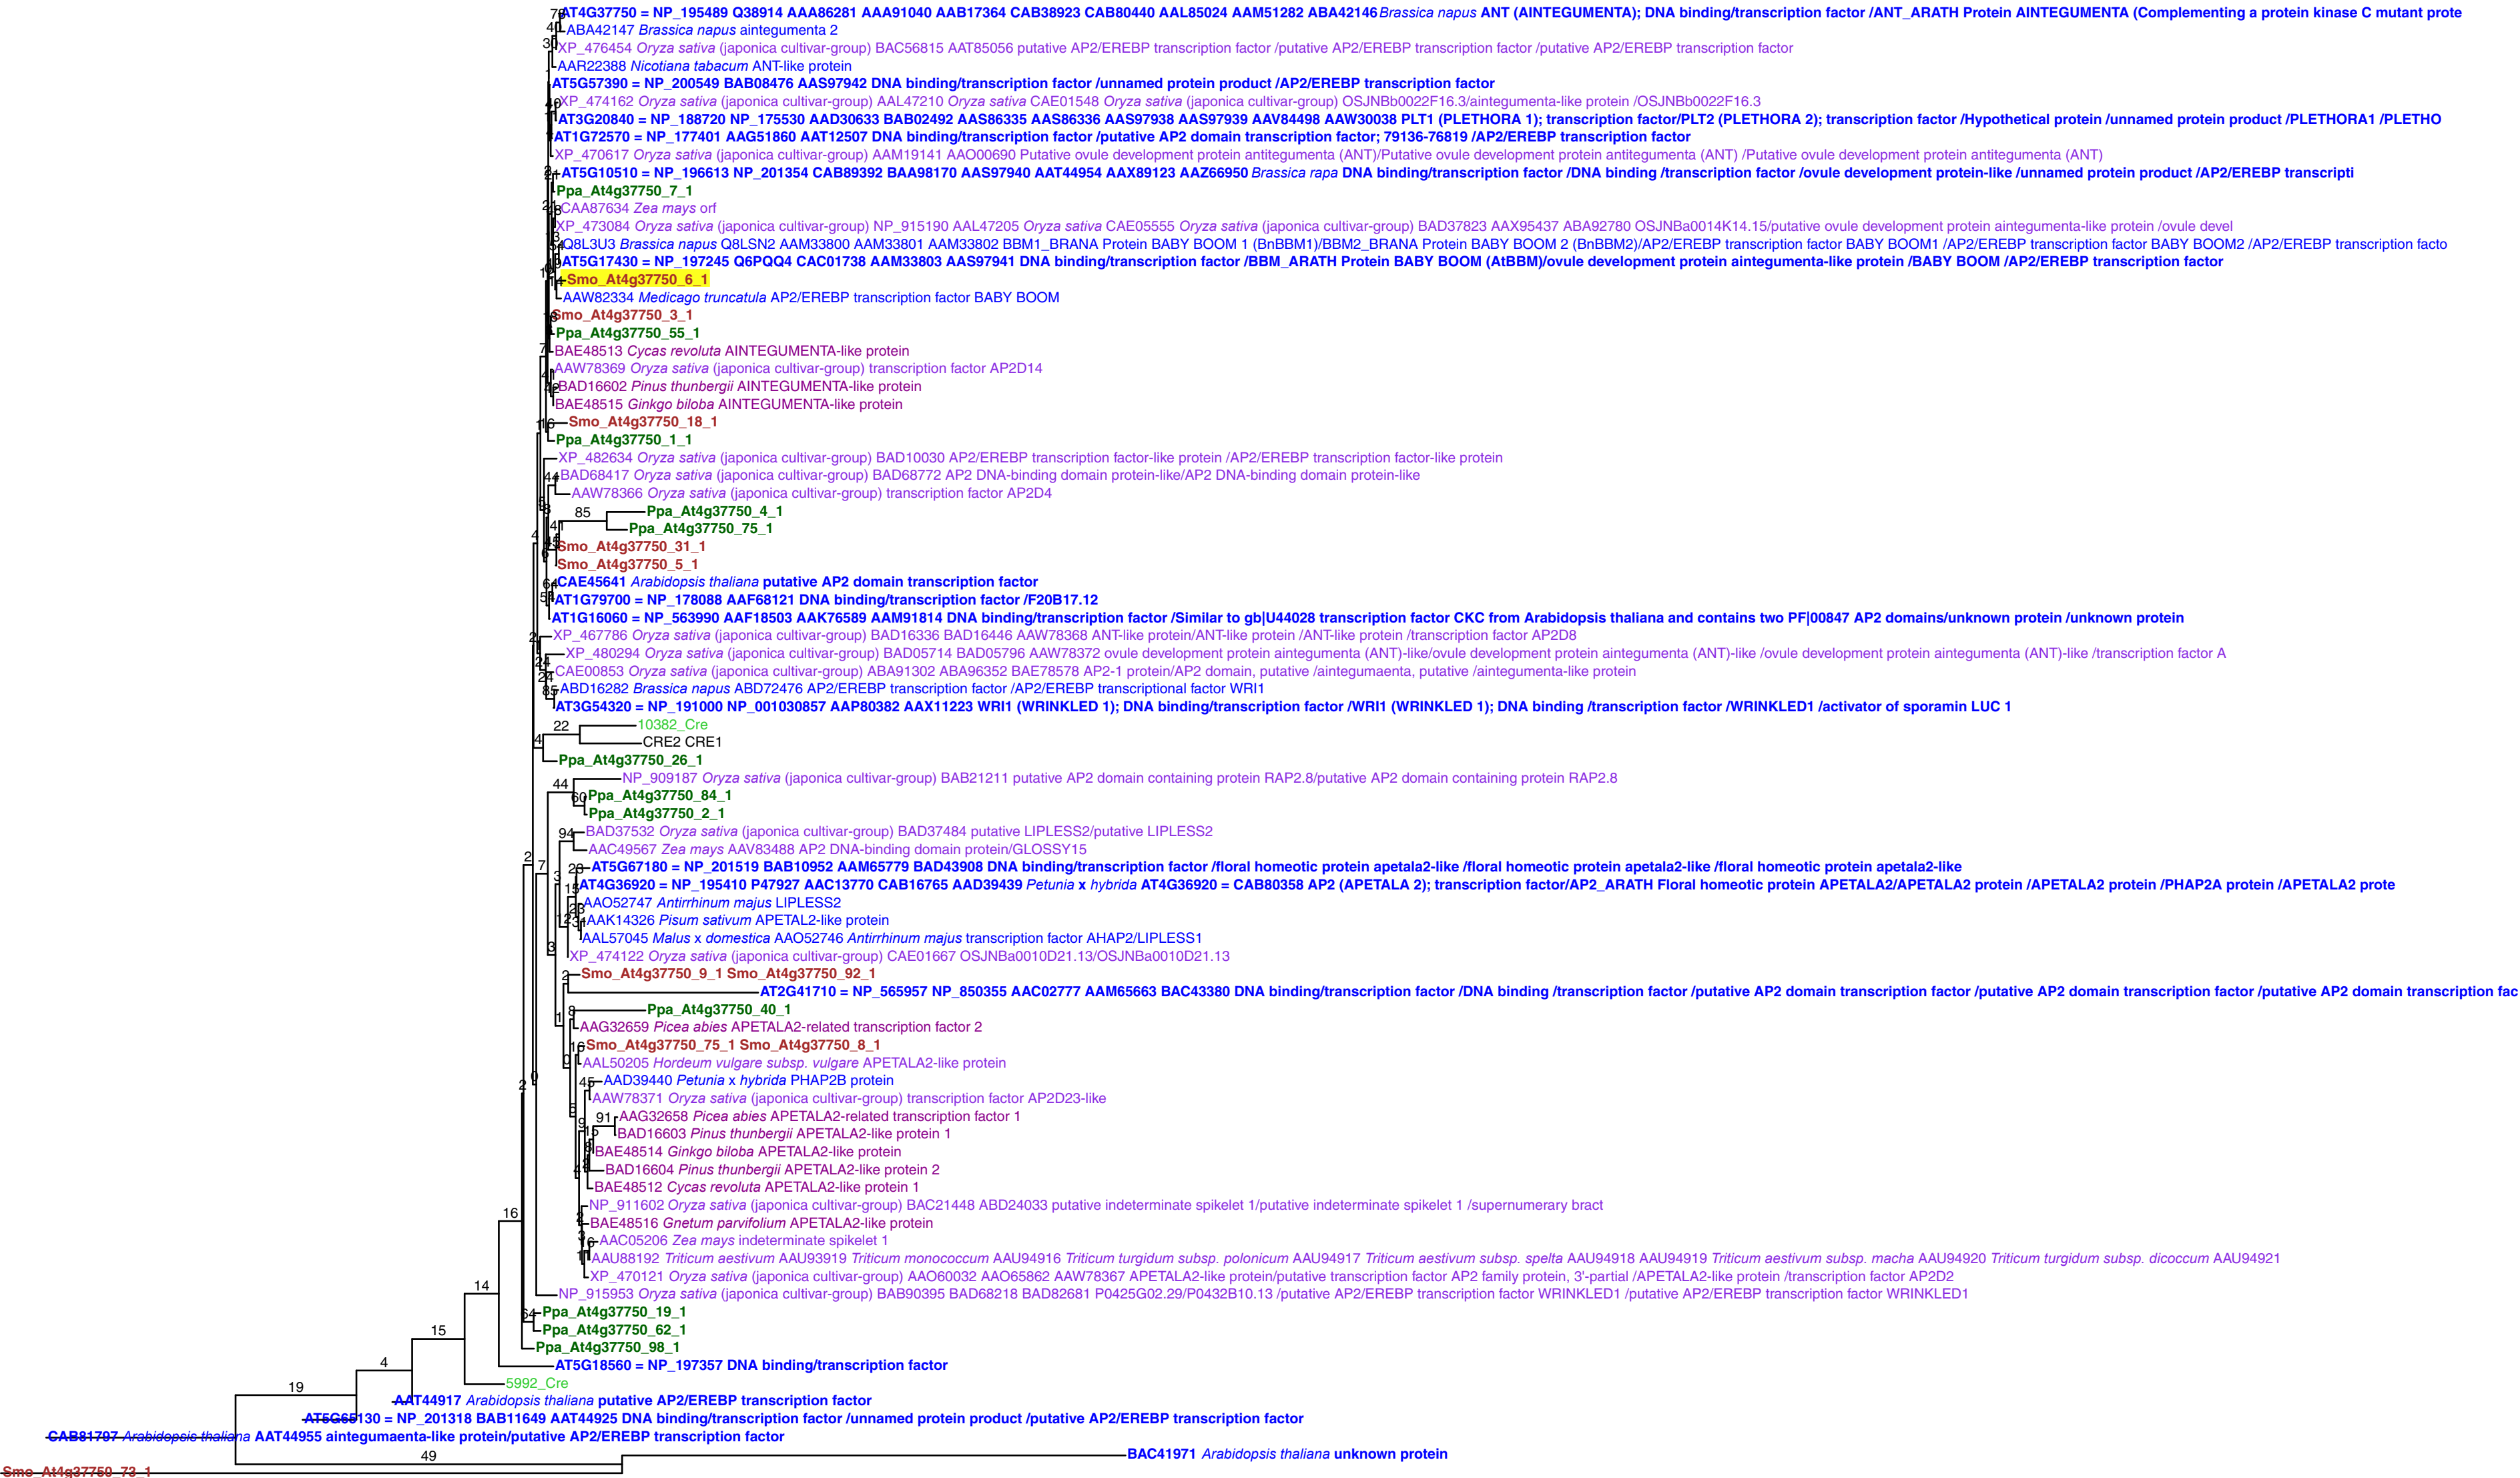 AT4G37750 = NP_195489 Q38914 AAA86281 AAA91040 AAB17364 CAB38923 CAB80440 AAL85024 AAM51282 ABA42146 Brassica napus ANT (AINTEGUMENTA); DNA binding/transcription factor /ANT_ARATH Protein AINTEGUMENTA (Complementing a protein kinase C mutant prote
ABA42147 Brassica napus aintegumenta 2
XP_476454 Oryza sativa (japonica cultivar-group) BAC56815 AAT85056 putative AP2/EREBP transcription factor /putative AP2/EREBP transcription factor /putative AP2/EREBP transcription factor
AAR22388 Nicotiana tabacum ANT-like protein
AT5G57390 = NP_200549 BAB08476 AAS97942 DNA binding/transcription factor /unnamed protein product /AP2/EREBP transcription factor
XP_474162 Oryza sativa (japonica cultivar-group) AAL47210 Oryza sativa CAE01548 Oryza sativa (japonica cultivar-group) OSJNBb0022F16.3/aintegumenta-like protein /OSJNBb0022F16.3
AT3G20840 = NP_188720 NP_175530 AAD30633 BAB02492 AAS86335 AAS86336 AAS97938 AAS97939 AAV84498 AAW30038 PLT1 (PLETHORA 1); transcription factor/PLT2 (PLETHORA 2); transcription factor /Hypothetical protein /unnamed protein product /PLETHORA1 /PLETHO
AT1G72570 = NP_177401 AAG51860 AAT12507 DNA binding/transcription factor /putative AP2 domain transcription factor; 79136-76819 /AP2/EREBP transcription factor
XP_470617 Oryza sativa (japonica cultivar-group) AAM19141 AAO00690 Putative ovule development protein antitegumenta (ANT)/Putative ovule development protein antitegumenta (ANT) /Putative ovule development protein antitegumenta (ANT)
AT5G10510 = NP_196613 NP_201354 CAB89392 BAA98170 AAS97940 AAT44954 AAX89123 AAZ66950 Brassica rapa DNA binding/transcription factor /DNA binding /transcription factor /ovule development protein-like /unnamed protein product /AP2/EREBP transcripti
Ppa_At4g37750_7_1
CAA87634 Zea mays orf
XP_473084 Oryza sativa (japonica cultivar-group) NP_915190 AAL47205 Oryza sativa CAE05555 Oryza sativa (japonica cultivar-group) BAD37823 AAX95437 ABA92780 OSJNBa0014K14.15/putative ovule development protein aintegumenta-like protein /ovule devel
Q8L3U3 Brassica napus Q8LSN2 AAM33800 AAM33801 AAM33802 BBM1_BRANA Protein BABY BOOM 1 (BnBBM1)/BBM2_BRANA Protein BABY BOOM 2 (BnBBM2)/AP2/EREBP transcription factor BABY BOOM1 /AP2/EREBP transcription factor BABY BOOM2 /AP2/EREBP transcription facto
AT5G17430 = NP_197245 Q6PQQ4 CAC01738 AAM33803 AAS97941 DNA binding/transcription factor /BBM_ARATH Protein BABY BOOM (AtBBM)/ovule development protein aintegumenta-like protein /BABY BOOM /AP2/EREBP transcription factor
Smo_At4g37750_6_1
AAW82334 Medicago truncatula AP2/EREBP transcription factor BABY BOOM
Smo_At4g37750_3_1
Ppa_At4g37750_55_1
BAE48513 Cycas revoluta AINTEGUMENTA-like protein
AAW78369 Oryza sativa (japonica cultivar-group) transcription factor AP2D14
BAD16602 Pinus thunbergii AINTEGUMENTA-like protein
BAE48515 Ginkgo biloba AINTEGUMENTA-like protein
Smo_At4g37750_18_1
Ppa_At4g37750_1_1
XP_482634 Oryza sativa (japonica cultivar-group) BAD10030 AP2/EREBP transcription factor-like protein /AP2/EREBP transcription factor-like protein
44 BAD68417 Oryza sativa (japonica cultivar-group) BAD68772 AP2 DNA-binding domain protein-like/AP2 DNA-binding domain protein-like
AAW78366 Oryza sativa (japonica cultivar-group) transcription factor AP2D4
85 Ppa_At4g37750_4_1
Ppa_At4g37750_75_1
Smo_At4g37750_31_1
Smo_At4g37750_5_1
64 CAE45641 Arabidopsis thaliana putative AP2 domain transcription factor
AT1G79700 = NP_178088 AAF68121 DNA binding/transcription factor /F20B17.12
AT1G16060 = NP_563990 AAF18503 AAK76589 AAM91814 DNA binding/transcription factor /Similar to gb|U44028 transcription factor CKC from Arabidopsis thaliana and contains two PF|00847 AP2 domains/unknown protein /unknown protein
2 XP_467786 Oryza sativa (japonica cultivar-group) BAD16336 BAD16446 AAW78368 ANT-like protein/ANT-like protein /ANT-like protein /transcription factor AP2D8
24 XP_480294 Oryza sativa (japonica cultivar-group) BAD05714 BAD05796 AAW78372 ovule development protein aintegumenta (ANT)-like/ovule development protein aintegumenta (ANT)-like /ovule development protein aintegumenta (ANT)-like /transcription factor A
24 CAE00853 Oryza sativa (japonica cultivar-group) ABA91302 ABA96352 BAE78578 AP2-1 protein/AP2 domain, putative /aintegumaenta, putative /aintegumenta-like protein
85 ABD16282 Brassica napus ABD72476 AP2/EREBP transcription factor /AP2/EREBP transcriptional factor WRI1
AT3G54320 = NP_191000 NP_001030857 AAP80382 AAX11223 WRI1 (WRINKLED 1); DNA binding/transcription factor /WRI1 (WRINKLED 1); DNA binding /transcription factor /WRINKLED1 /activator of sporamin LUC 1
22 10382_Cre
4 CRE2 CRE1
Ppa_At4g37750_26_1
NP_909187 Oryza sativa (japonica cultivar-group) BAB21211 putative AP2 domain containing protein RAP2.8/putative AP2 domain containing protein RAP2.8
44 60 Ppa_At4g37750_84_1
Ppa_At4g37750_2_1
94 BAD37532 Oryza sativa (japonica cultivar-group) BAD37484 putative LIPLESS2/putative LIPLESS2
AAC49567 Zea mays AAV83488 AP2 DNA-binding domain protein/GLOSSY15
2 7 AT5G67180 = NP_201519 BAB10952 AAM65779 BAD43908 DNA binding/transcription factor /floral homeotic protein apetala2-like /floral homeotic protein apetala2-like /floral homeotic protein apetala2-like
3 AT4G36920 = NP_195410 P47927 AAC13770 CAB16765 AAD39439 Petunia x hybrida AT4G36920 = CAB80358 AP2 (APETALA 2); transcription factor/AP2_ARATH Floral homeotic protein APETALA2/APETALA2 protein /APETALA2 protein /PHAP2A protein /APETALA2 prote
AAO52747 Antirrhinum majus LIPLESS2
AAK14326 Pisum sativum APETAL2-like protein
AAL57045 Malus x domestica AAO52746 Antirrhinum majus transcription factor AHAP2/LIPLESS1
3 XP_474122 Oryza sativa (japonica cultivar-group) CAE01667 OSJNBa0010D21.13/OSJNBa0010D21.13
2 Smo_At4g37750_9_1 Smo_At4g37750_92_1
AT2G41710 = NP_565957 NP_850355 AAC02777 AAM65663 BAC43380 DNA binding/transcription factor /DNA binding /transcription factor /putative AP2 domain transcription factor /putative AP2 domain transcription factor /putative AP2 domain transcription fac
1 8 Ppa_At4g37750_40_1
AAG32659 Picea abies APETALA2-related transcription factor 2
Smo_At4g37750_75_1 Smo_At4g37750_8_1
0 AAL50205 Hordeum vulgare subsp. vulgare APETALA2-like protein
2 0 45 AAD39440 Petunia x hybrida PHAP2B protein
AAW78371 Oryza sativa (japonica cultivar-group) transcription factor AP2D23-like
9 91 AAG32658 Picea abies APETALA2-related transcription factor 1
15 BAD16603 Pinus thunbergii APETALA2-like protein 1
BAE48514 Ginkgo biloba APETALA2-like protein
BAD16604 Pinus thunbergii APETALA2-like protein 2
BAE48512 Cycas revoluta APETALA2-like protein 1
NP_911602 Oryza sativa (japonica cultivar-group) BAC21448 ABD24033 putative indeterminate spikelet 1/putative indeterminate spikelet 1 /supernumerary bract
16 BAE48516 Gnetum parvifolium APETALA2-like protein
AAC05206 Zea mays indeterminate spikelet 1
AAU88192 Triticum aestivum AAU93919 Triticum monococcum AAU94916 Triticum turgidum subsp. polonicum AAU94917 Triticum aestivum subsp. spelta AAU94918 AAU94919 Triticum aestivum subsp. macha AAU94920 Triticum turgidum subsp. dicoccum AAU94921
XP_470121 Oryza sativa (japonica cultivar-group) AAO60032 AAO65862 AAW78367 APETALA2-like protein/putative transcription factor AP2 family protein, 3'-partial /APETALA2-like protein /transcription factor AP2D2
14 NP_915953 Oryza sativa (japonica cultivar-group) BAB90395 BAD68218 BAD82681 P0425G02.29/P0432B10.13 /putative AP2/EREBP transcription factor WRINKLED1 /putative AP2/EREBP transcription factor WRINKLED1
64 Ppa_At4g37750_19_1
15 Ppa_At4g37750_62_1
Ppa_At4g37750_98_1
4 AT5G18560 = NP_197357 DNA binding/transcription factor
19 5992_Cre
AAT44917 Arabidopsis thaliana putative AP2/EREBP transcription factor
AT5G65130 = NP_201318 BAB11649 AAT44925 DNA binding/transcription factor /unnamed protein product /putative AP2/EREBP transcription factor
CAB81797 Arabidopsis thaliana AAT44955 aintegumaenta-like protein/putative AP2/EREBP transcription factor
49 BAC41971 Arabidopsis thaliana unknown protein
Smo_At4g37750_73_1